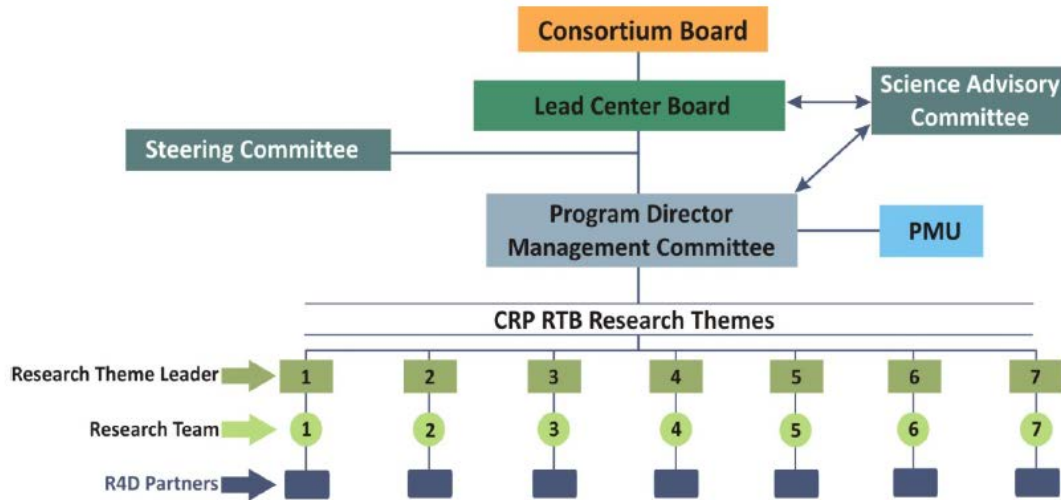 Consortium Board
Lead Center Board
Science Advisory
Committee
Steering Committee
Program Director
Management Committee
PMU
CRP RTB Research Themes
Research Theme Leader
1 2 3 4 5 6 7
Research Team
1 2 3 4 5 6 7
R4D Partners